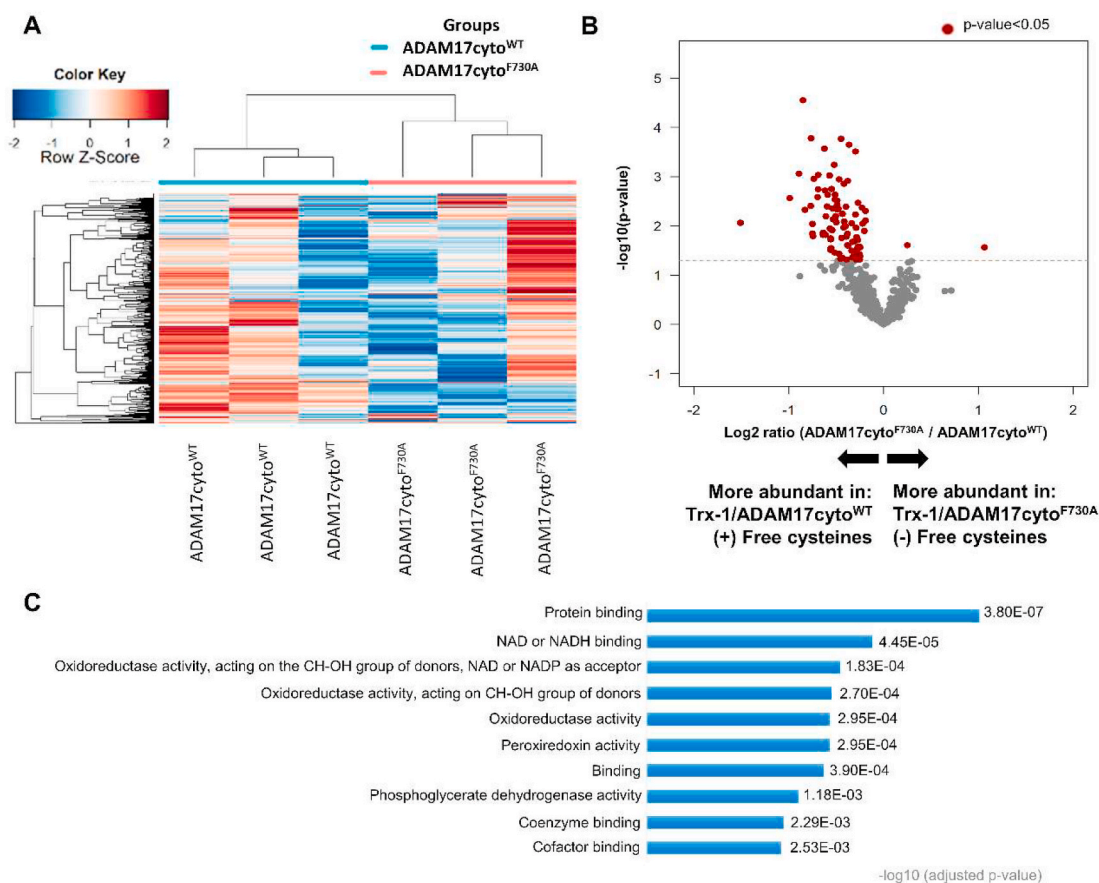 A
Groups
ADAM17cyto^WT
ADAM17cyto^F730A
Color Key
-2 -1 0 1 2
Row Z-Score
ADAM17cyto^WT
ADAM17cyto^WT
ADAM17cyto^WT
ADAM17cyto^F730A
ADAM17cyto^F730A
ADAM17cyto^F730A
B
p-value<0.05
5
4
3
2
1
0
-1
-log10(p-value)
-2 -1 0 1 2
Log2 ratio (ADAM17cyto^F730A / ADAM17cyto^WT)
More abundant in:
Trx-1/ADAM17cyto^WT
(+) Free cysteines
More abundant in:
Trx-1/ADAM17cyto^F730A
(-) Free cysteines
C
Protein binding 3.80E-07
NAD or NADH binding 4.45E-05
Oxidoreductase activity, acting on the CH-OH group of donors, NAD or NADP as acceptor 1.83E-04
Oxidoreductase activity, acting on CH-OH group of donors 2.70E-04
Oxidoreductase activity 2.95E-04
Peroxiredoxin activity 2.95E-04
Binding 3.90E-04
Phosphoglycerate dehydrogenase activity 1.18E-03
Coenzyme binding 2.29E-03
Cofactor binding 2.53E-03
-log10 (adjusted p-value)